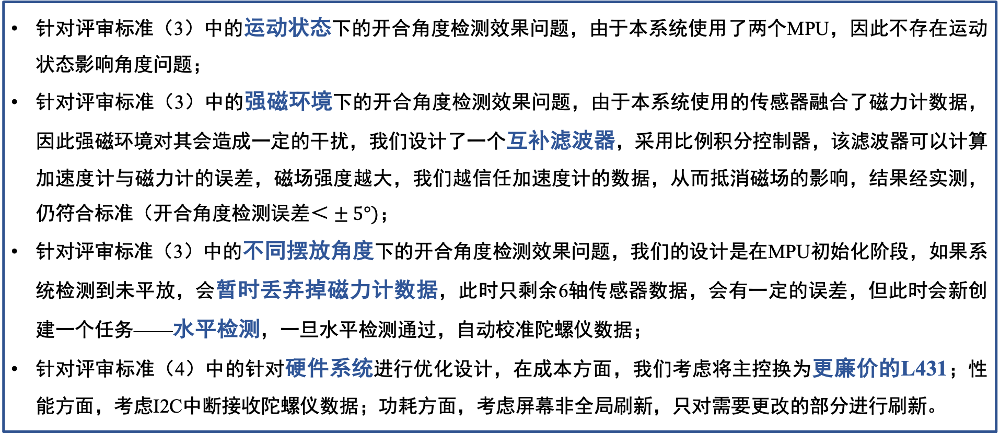 • 针对评审标准（3）中的运动状态下的开合角度检测效果问题，由于本系统使用了两个MPU，因此不存在运动
状态影响角度问题；
• 针对评审标准（3）中的强磁环境下的开合角度检测效果问题，由于本系统使用的传感器融合了磁力计数据，
因此强磁环境对其会造成一定的干扰，我们设计了一个互补滤波器，采用比例积分控制器，该滤波器可以计算
加速度计与磁力计的误差，磁场强度越大，我们越信任加速度计的数据，从而抵消磁场的影响，结果经实测，
仍符合标准（开合角度检测误差＜ ± 5°)；
• 针对评审标准（3）中的不同摆放角度下的开合角度检测效果问题，我们的设计是在MPU初始化阶段，如果系
统检测到未平放，会暂时丢弃掉磁力计数据，此时只剩余6轴传感器数据，会有一定的误差，但此时会新创
建一个任务——水平检测，一旦水平检测通过，自动校准陀螺仪数据；
• 针对评审标准（4）中的针对硬件系统进行优化设计，在成本方面，我们考虑将主控换为更廉价的L431；性
能方面，考虑I2C中断接收陀螺仪数据；功耗方面，考虑屏幕非全局刷新，只对需要更改的部分进行刷新。